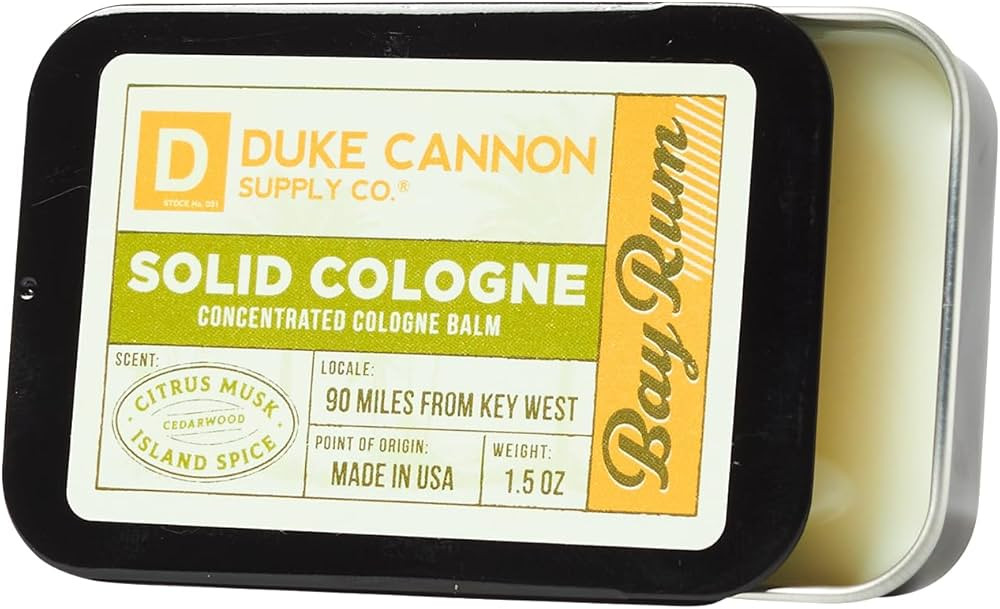 D
STOCK No. 091
DUKE CANNON
SUPPLY CO.®
SOLID COLOGNE
CONCENTRATED COLOGNE BALM
SCENT:
CITRUS MUSK
CEDARWOOD
ISLAND SPICE
LOCALE:
90 MILES FROM KEY WEST
POINT OF ORIGIN:
MADE IN USA
WEIGHT:
1.5 OZ
Bay Rum